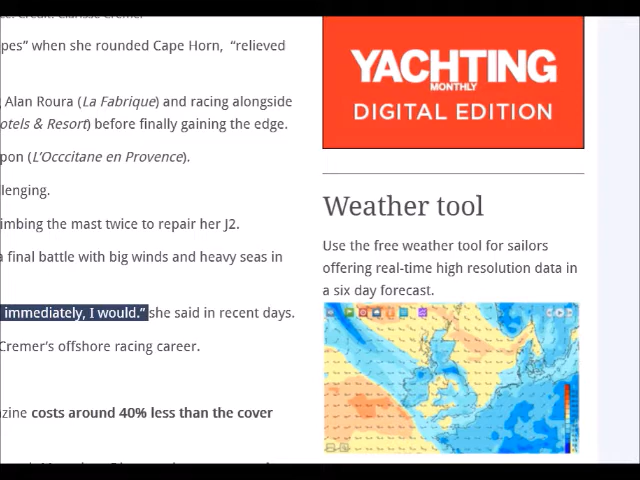 pes” when she rounded Cape Horn, “relieved
Alan Roura (La Fabrique) and racing alongside
otels & Resort) before finally gaining the edge.
pon (L’Occcitane en Provence).
lenging.
imbing the mast twice to repair her J2.
a final battle with big winds and heavy seas in
immediately, I would.” she said in recent days.
Cremer’s offshore racing career.
zine costs around 40% less than the cover
YACHTING
MONTHLY
DIGITAL EDITION
Weather tool
Use the free weather tool for sailors
offering real-time high resolution data in
a six day forecast.